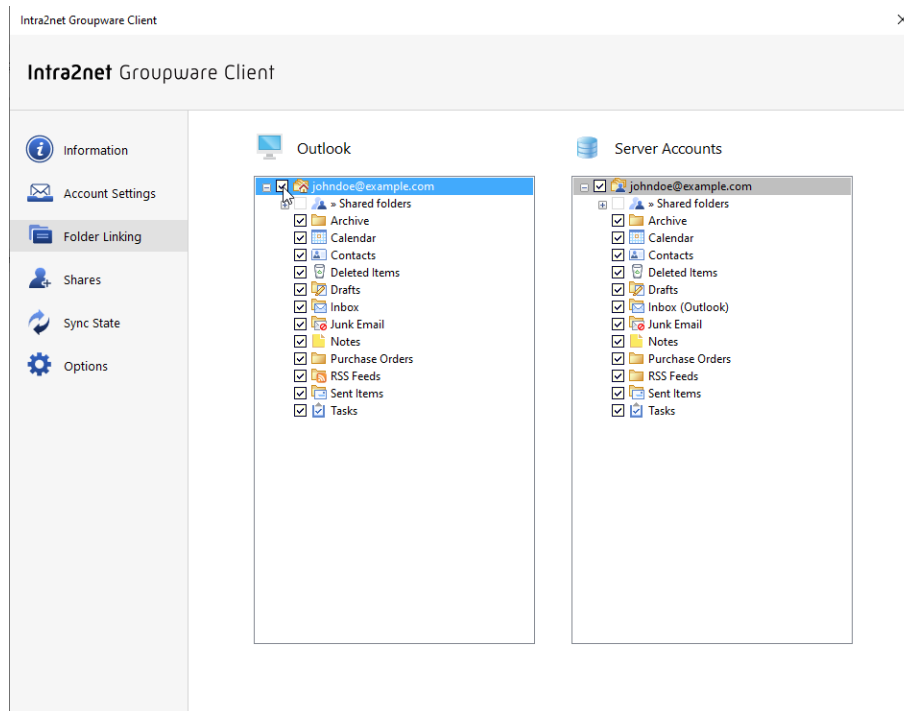 Intra2net Groupware Client
Intra2net Groupware Client
Information
Account Settings
Folder Linking
Shares
Sync State
Options
Outlook
johndoe@example.com
» Shared folders
Archive
Calendar
Contacts
Deleted Items
Drafts
Inbox
Junk Email
Notes
Purchase Orders
RSS Feeds
Sent Items
Tasks
Server Accounts
johndoe@example.com
» Shared folders
Archive
Calendar
Contacts
Deleted Items
Drafts
Inbox (Outlook)
Junk Email
Notes
Purchase Orders
RSS Feeds
Sent Items
Tasks